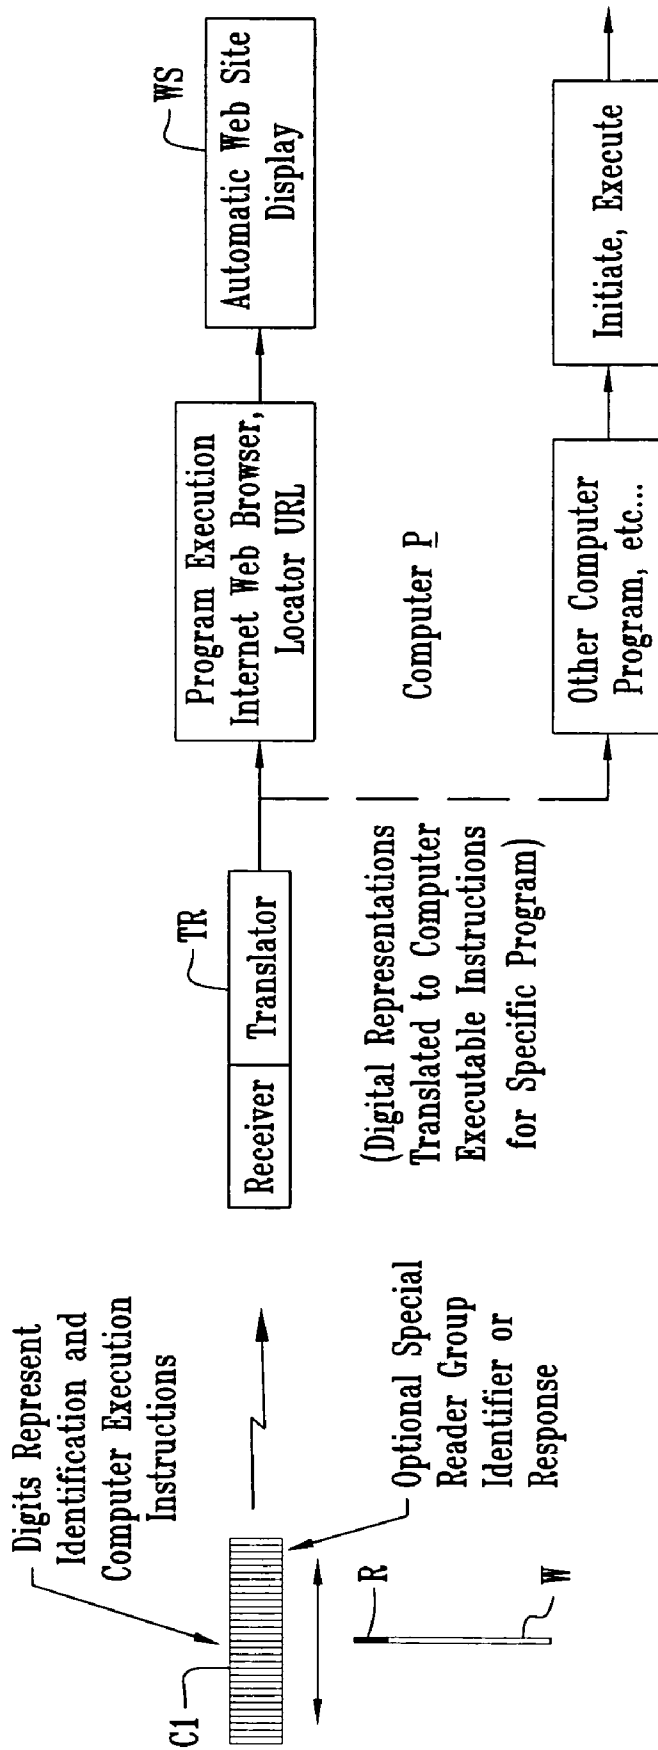 Digits Represent
Identification and
Computer Execution
Instructions
C1
Optional Special
Reader Group
Identifier or
Response
R
W
Receiver
Translator
TR
(Digital Representations
Translated to Computer
Executable Instructions
for Specific Program)
Program Execution
Internet Web Browser,
Locator URL
Computer P
Other Computer
Program, etc...
WS
Automatic Web Site
Display
Initiate, Execute